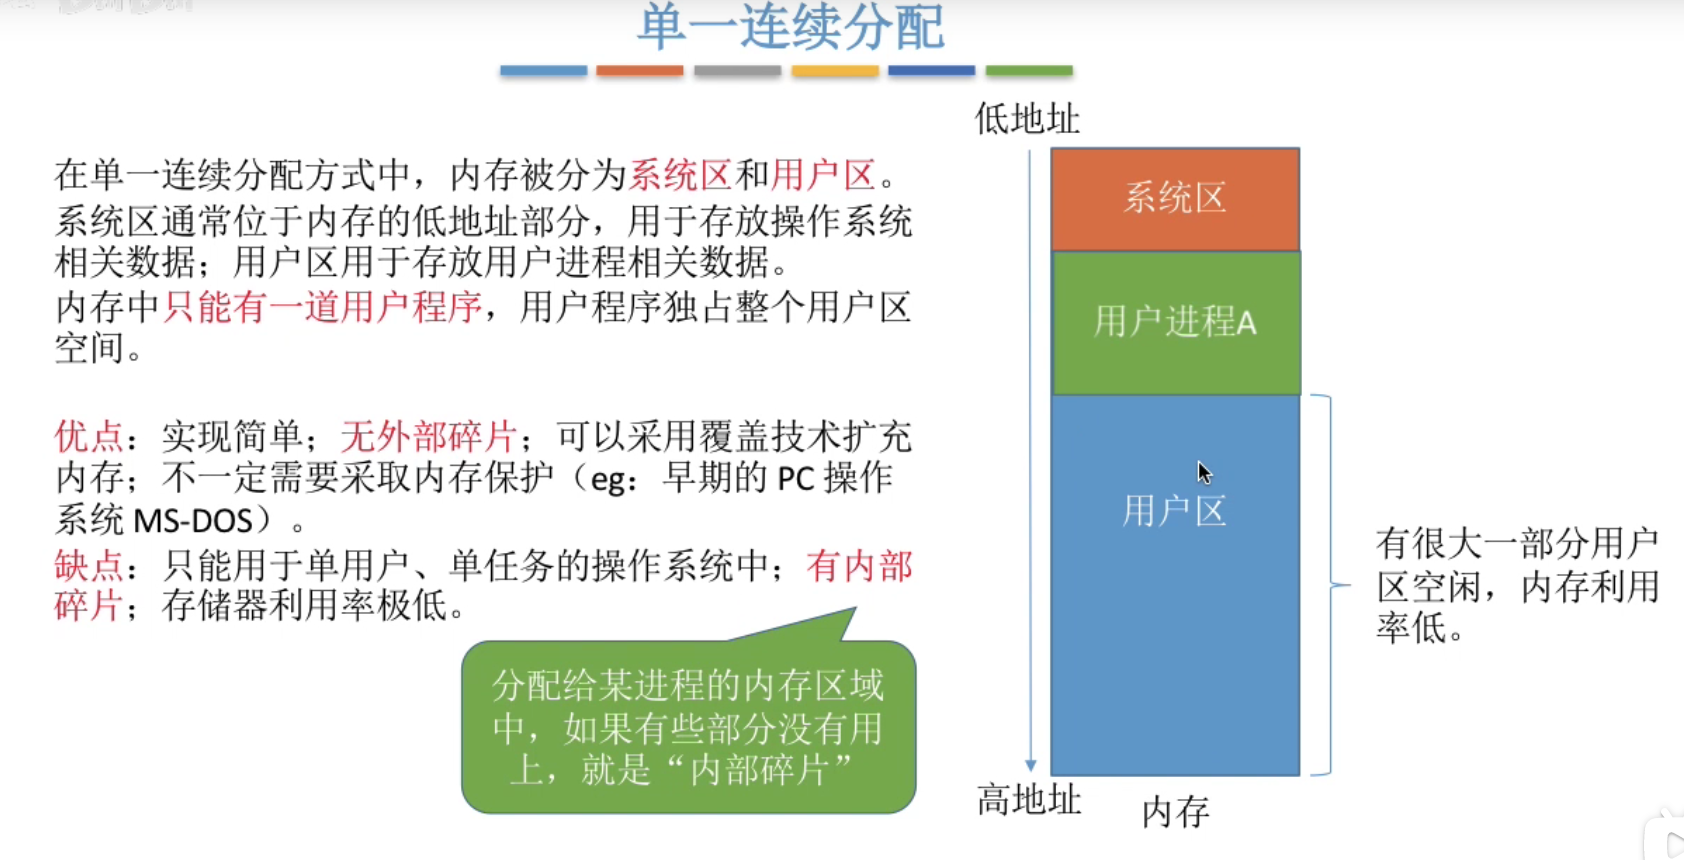 单一连续分配
在单一连续分配方式中，内存被分为系统区和用户区。
系统区通常位于内存的低地址部分，用于存放操作系统
相关数据；用户区用于存放用户进程相关数据。
内存中只能有一道用户程序，用户程序独占整个用户区
空间。
优点：实现简单；无外部碎片；可以采用覆盖技术扩充
内存；不一定需要采取内存保护（eg：早期的 PC 操作
系统 MS-DOS）。
缺点：只能用于单用户、单任务的操作系统中；有内部
碎片；存储器利用率极低。
分配给某进程的内存区域
中，如果有些部分没有用
上，就是“内部碎片”
低地址
系统区
用户进程A
用户区
有很大一部分用户
区空闲，内存利用
率低。
高地址
内存